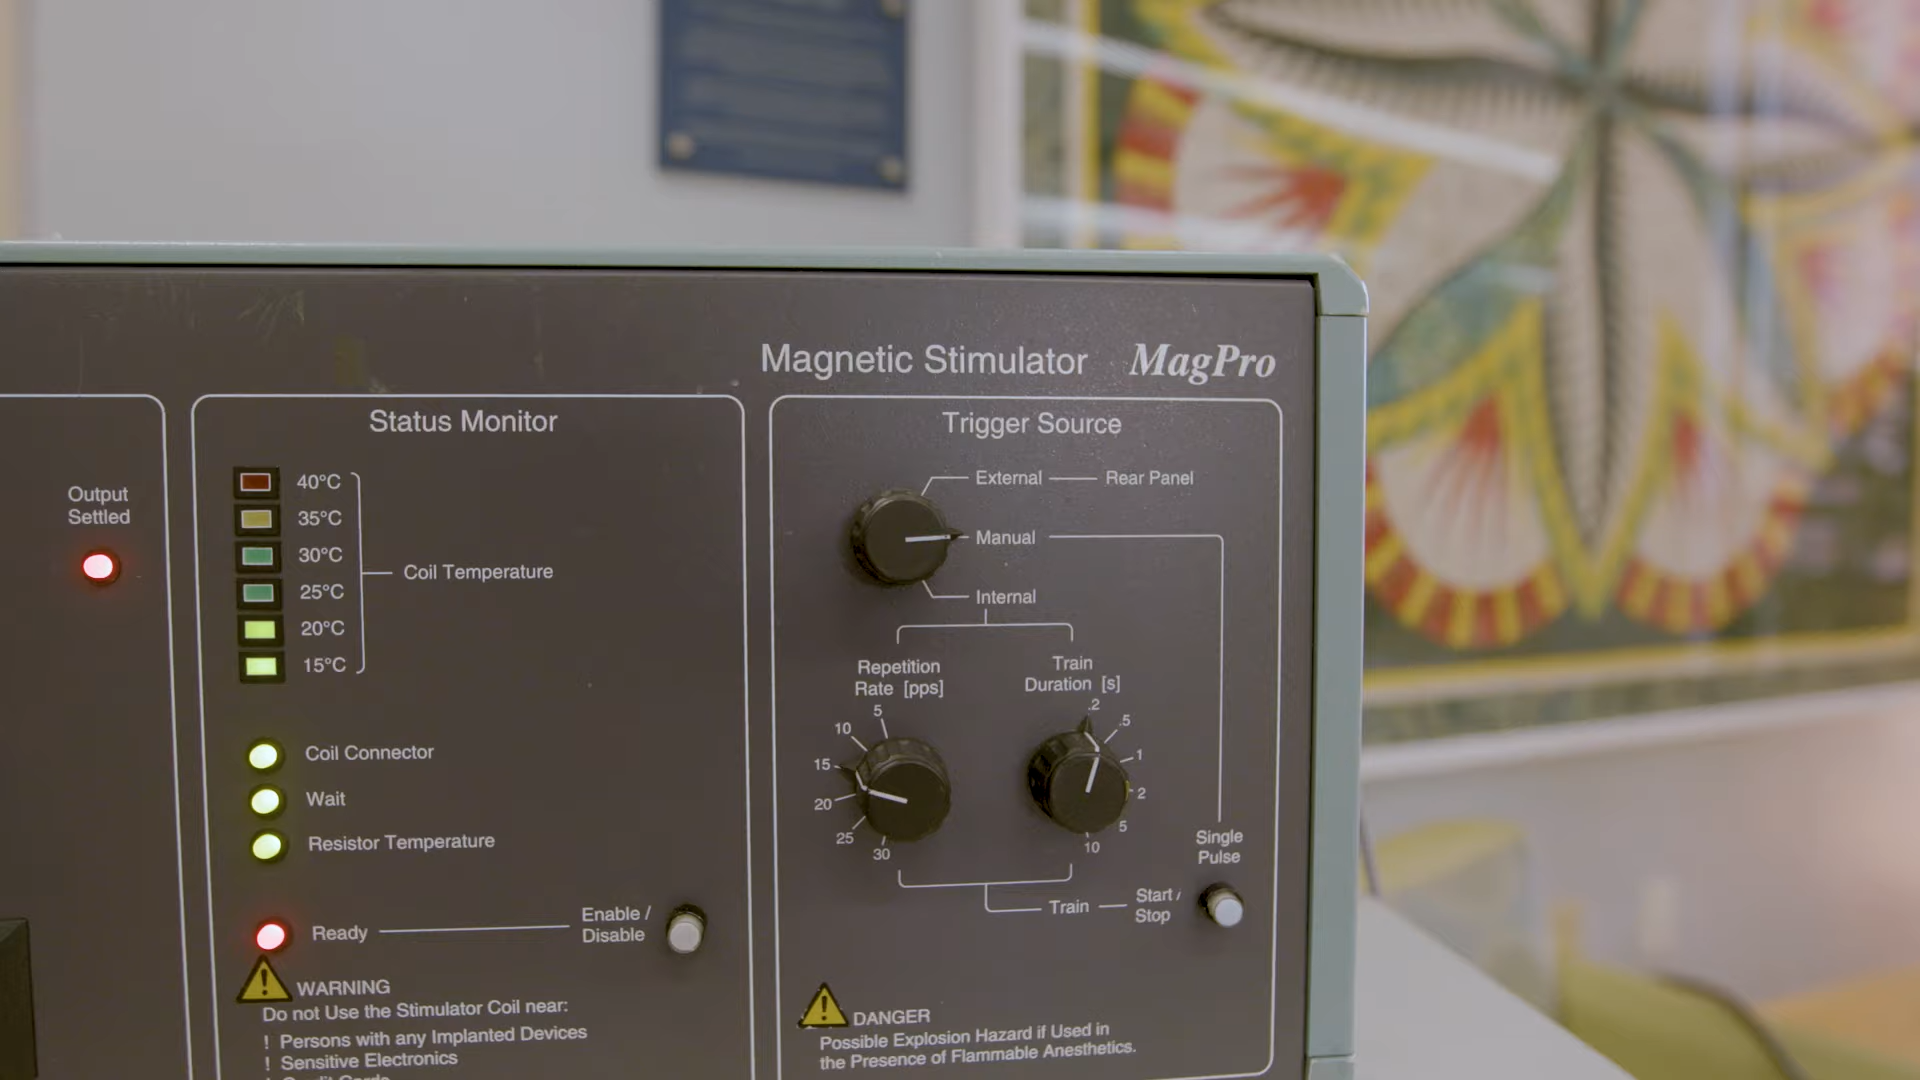 Magnetic Stimulator MagPro
Output
Settled
Status Monitor
40°C
35°C
30°C
25°C
20°C
15°C
Coil Temperature
Coil Connector
Wait
Resistor Temperature
Ready
Enable /
Disable
WARNING
Do not Use the Stimulator Coil near:
! Persons with any Implanted Devices
! Sensitive Electronics
Trigger Source
External
Rear Panel
Manual
Internal
Repetition
Rate [pps]
5
10
15
20
25
30
Train
Duration [s]
.2
.5
1
2
5
10
Single
Pulse
Train
Start /
Stop
DANGER
Possible Explosion Hazard if Used in
the Presence of Flammable Anesthetics.